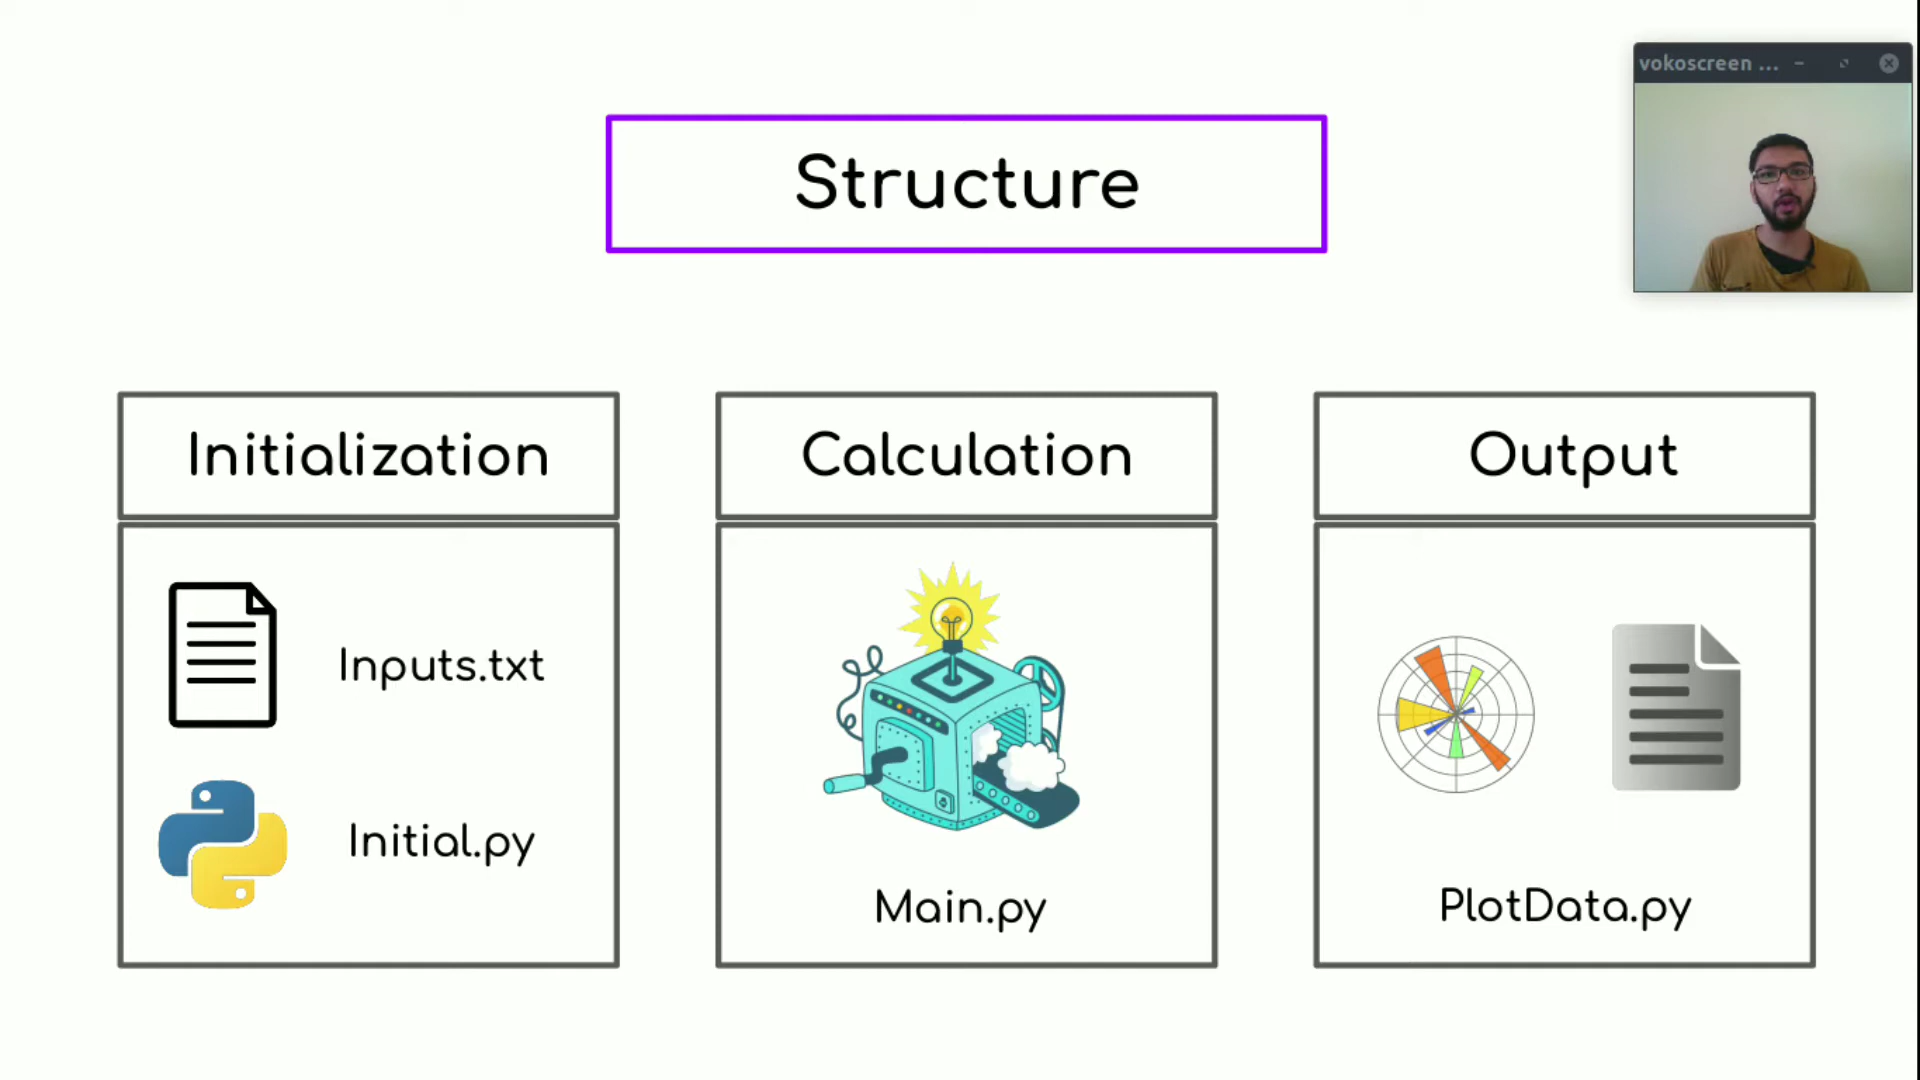 vokoscreen ...
Structure
Initialization
Calculation
Output
Inputs.txt
Initial.py
Main.py
PlotData.py